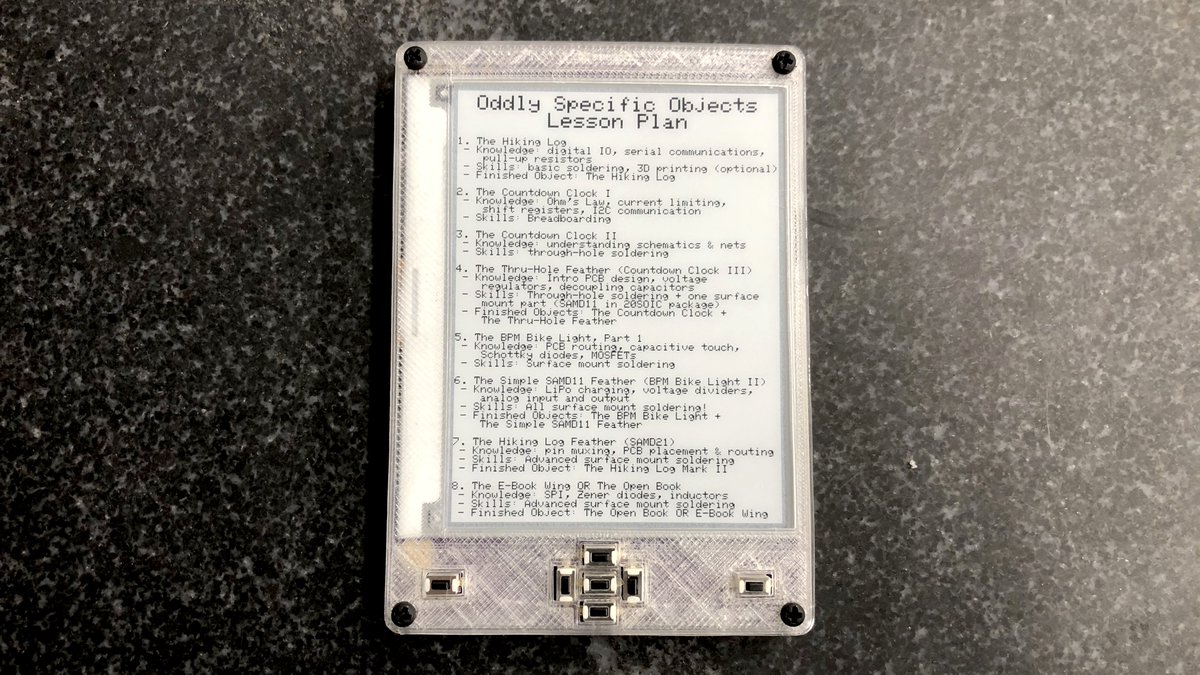 Oddly Specific Objects
Lesson Plan
1. The Hiking Log
- Knowledge: digital IO, serial communications,
pull-up resistors
- Skills: basic soldering, 3D printing (optional)
- Finished Object: The Hiking Log
2. The Countdown Clock I
- Knowledge: Ohm's Law, current limiting,
shift registers, I2C communication
- Skills: Breadboarding
3. The Countdown Clock II
- Knowledge: understanding schematics & nets
- Skills: through-hole soldering
4. The Thru-Hole Feather (Countdown Clock III)
- Knowledge: Intro PCB design, voltage
regulators, decoupling capacitors
- Skills: Through-hole soldering + one surface
mount part (SAMD11 in 20SOIC package)
- Finished Objects: The Countdown Clock +
The Thru-Hole Feather
5. The BPM Bike Light, Part 1
- Knowledge: PCB routing, capacitive touch,
Schottky diodes, MOSFETs
- Skills: Surface mount soldering
6. The Simple SAMD11 Feather (BPM Bike Light II)
- Knowledge: LiPo charging, voltage dividers,
analog input and output
- Skills: All surface mount soldering!
- Finished Objects: The BPM Bike Light +
The Simple SAMD11 Feather
7. The Hiking Log Feather (SAMD21)
- Knowledge: pin muxing, PCB placement & routing
- Skills: Advanced surface mount soldering
- Finished Object: The Hiking Log Mark II
8. The E-Book Wing OR The Open Book
- Knowledge: SPI, Zener diodes, inductors
- Skills: Advanced surface mount soldering
- Finished Object: The Open Book OR E-Book Wing